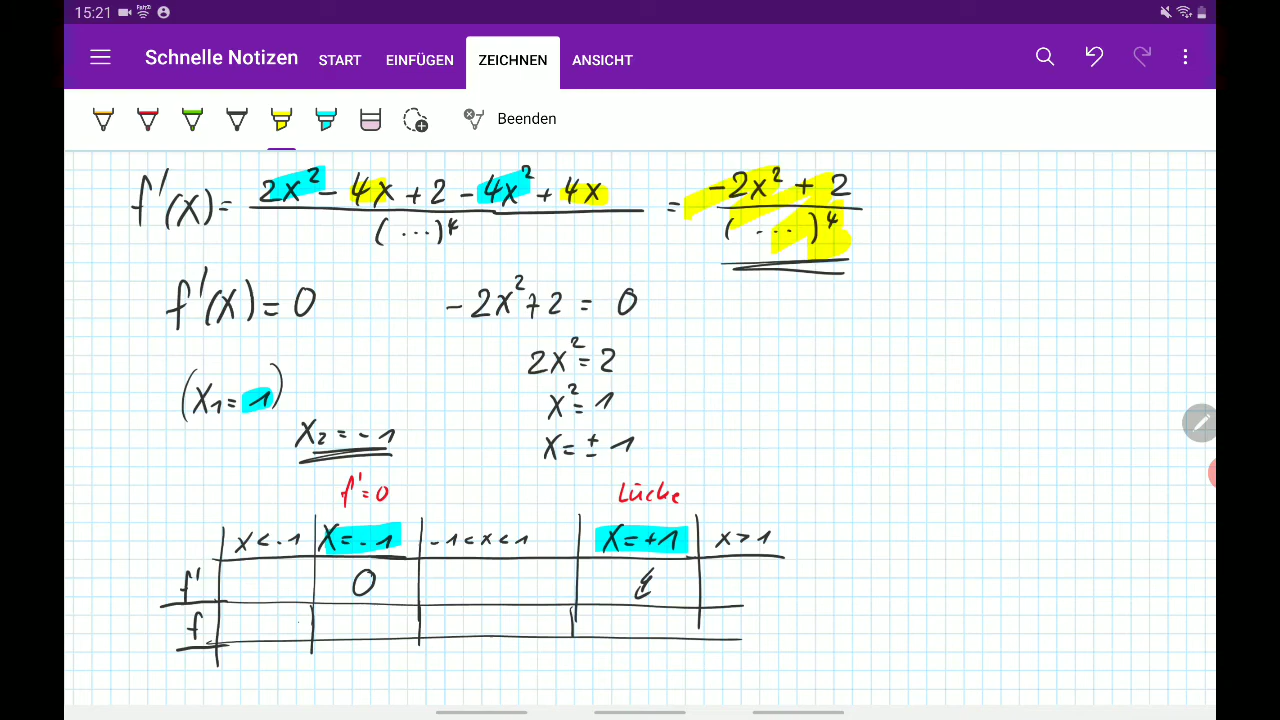 15:21
Schnelle Notizen START EINFÜGEN ZEICHNEN ANSICHT
Beenden
f'(x) = (2x² - 4x + 2 - 4x² + 4x) / (...)⁴ = (-2x² + 2) / (...)⁴
f'(x) = 0 -2x² + 2 = 0
2x² = 2
(x₁ = 1) x² = 1
x₂ = -1 x = ± 1
f' = 0 Lücke
x < -1 x = -1 -1 < x < 1 x = +1 x > 1
f' 0
f